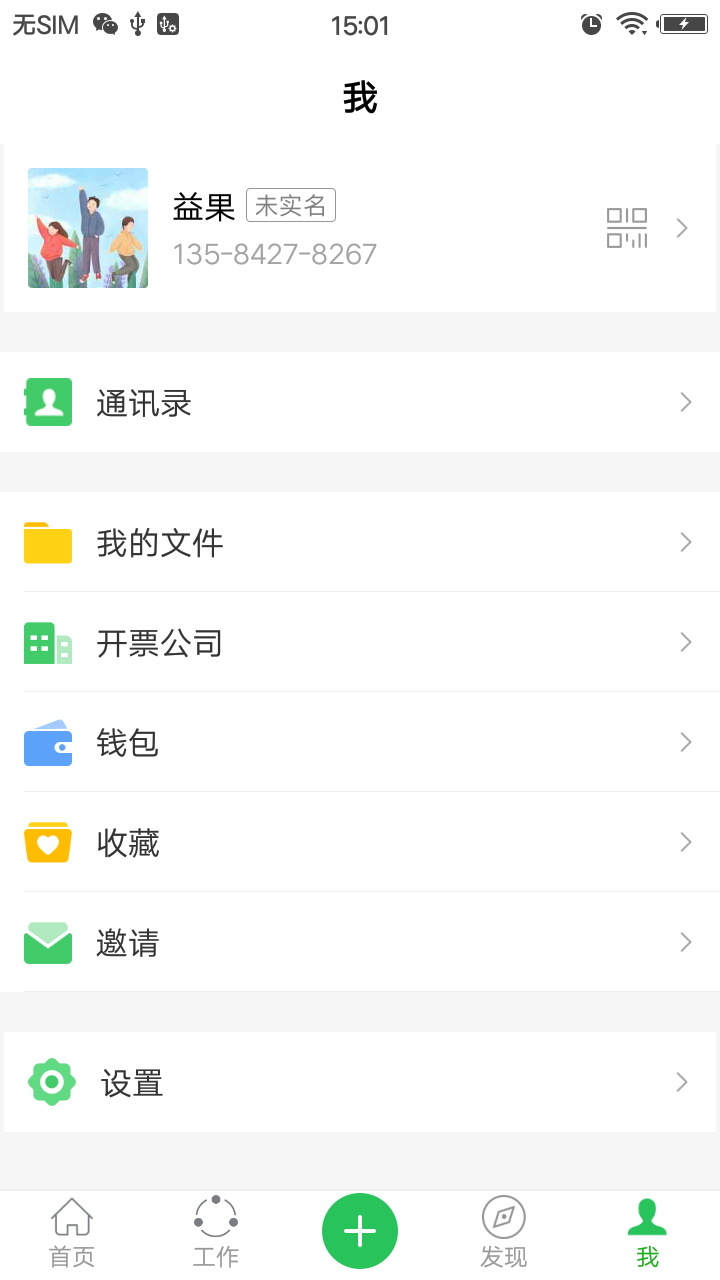 无SIM 15:01
我
益果 未实名
135-8427-8267
通讯录
我的文件
开票公司
钱包
收藏
邀请
设置
首页 工作 发现 我